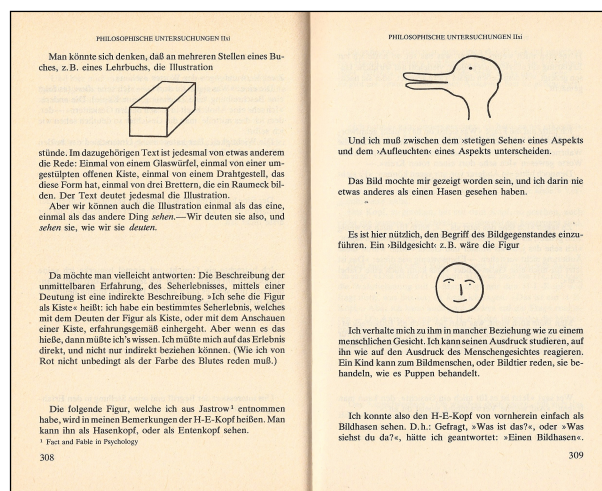 PHILOSOPHISCHE UNTERSUCHUNGEN IIxi
Man könnte sich denken, daß an mehreren Stellen eines Bu-
ches, z.B. eines Lehrbuchs, die Illustration
stünde. Im dazugehörigen Text ist jedesmal von etwas anderem
die Rede: Einmal von einem Glaswürfel, einmal von einer um-
gestülpten offenen Kiste, einmal von einem Drahtgestell, das
diese Form hat, einmal von drei Brettern, die ein Raumeck bil-
den. Der Text deutet jedesmal die Illustration.
Aber wir können auch die Illustration einmal als das eine,
einmal als das andere Ding sehen.—Wir deuten sie also, und
sehen sie, wie wir sie deuten.
Da möchte man vielleicht antworten: Die Beschreibung der
unmittelbaren Erfahrung, des Seherlebnisses, mittels einer
Deutung ist eine indirekte Beschreibung. »Ich sehe die Figur
als Kiste« heißt: ich habe ein bestimmtes Seherlebnis, welches
mit dem Deuten der Figur als Kiste, oder mit dem Anschauen
einer Kiste, erfahrungsgemäß einhergeht. Aber wenn es das
hieße, dann müßte ich's wissen. Ich müßte mich auf das Erlebnis
direkt, und nicht nur indirekt beziehen können. (Wie ich von
Rot nicht unbedingt als der Farbe des Blutes reden muß.)
Die folgende Figur, welche ich aus Jastrow¹ entnommen
habe, wird in meinen Bemerkungen der H-E-Kopf heißen. Man
kann ihn als Hasenkopf, oder als Entenkopf sehen.
¹ Fact and Fable in Psychology
308
PHILOSOPHISCHE UNTERSUCHUNGEN IIxi
Und ich muß zwischen dem ›stetigen Sehen‹ eines Aspekts
und dem ›Aufleuchten‹ eines Aspekts unterscheiden.
Das Bild mochte mir gezeigt worden sein, und ich darin nie
etwas anderes als einen Hasen gesehen haben.
Es ist hier nützlich, den Begriff des Bildgegenstandes einzu-
führen. Ein ›Bildgesicht‹ z.B. wäre die Figur
Ich verhalte mich zu ihm in mancher Beziehung wie zu einem
menschlichen Gesicht. Ich kann seinen Ausdruck studieren, auf
ihn wie auf den Ausdruck des Menschengesichtes reagieren.
Ein Kind kann zum Bildmenschen, oder Bildtier reden, sie be-
handeln, wie es Puppen behandelt.
Ich konnte also den H-E-Kopf von vornherein einfach als
Bildhasen sehen. D.h.: Gefragt, »Was ist das?«, oder »Was
siehst du da?«, hätte ich geantwortet: »Einen Bildhasen«.
309